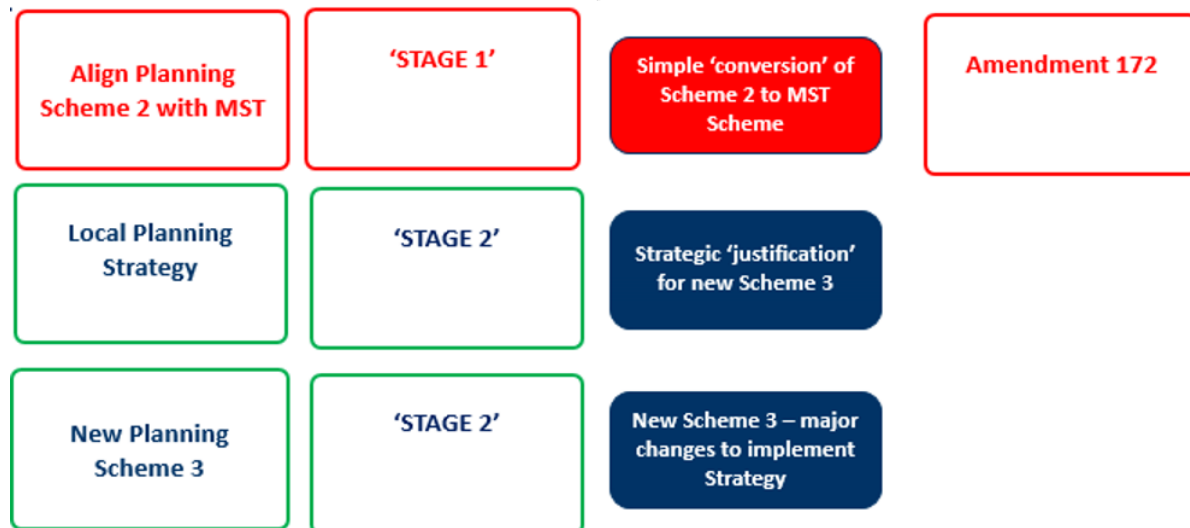 Align Planning
Scheme 2 with MST
‘STAGE 1’
Simple ‘conversion’ of
Scheme 2 to MST
Scheme
Amendment 172
Local Planning
Strategy
‘STAGE 2’
Strategic ‘justification’
for new Scheme 3
New Planning
Scheme 3
‘STAGE 2’
New Scheme 3 – major
changes to implement
Strategy